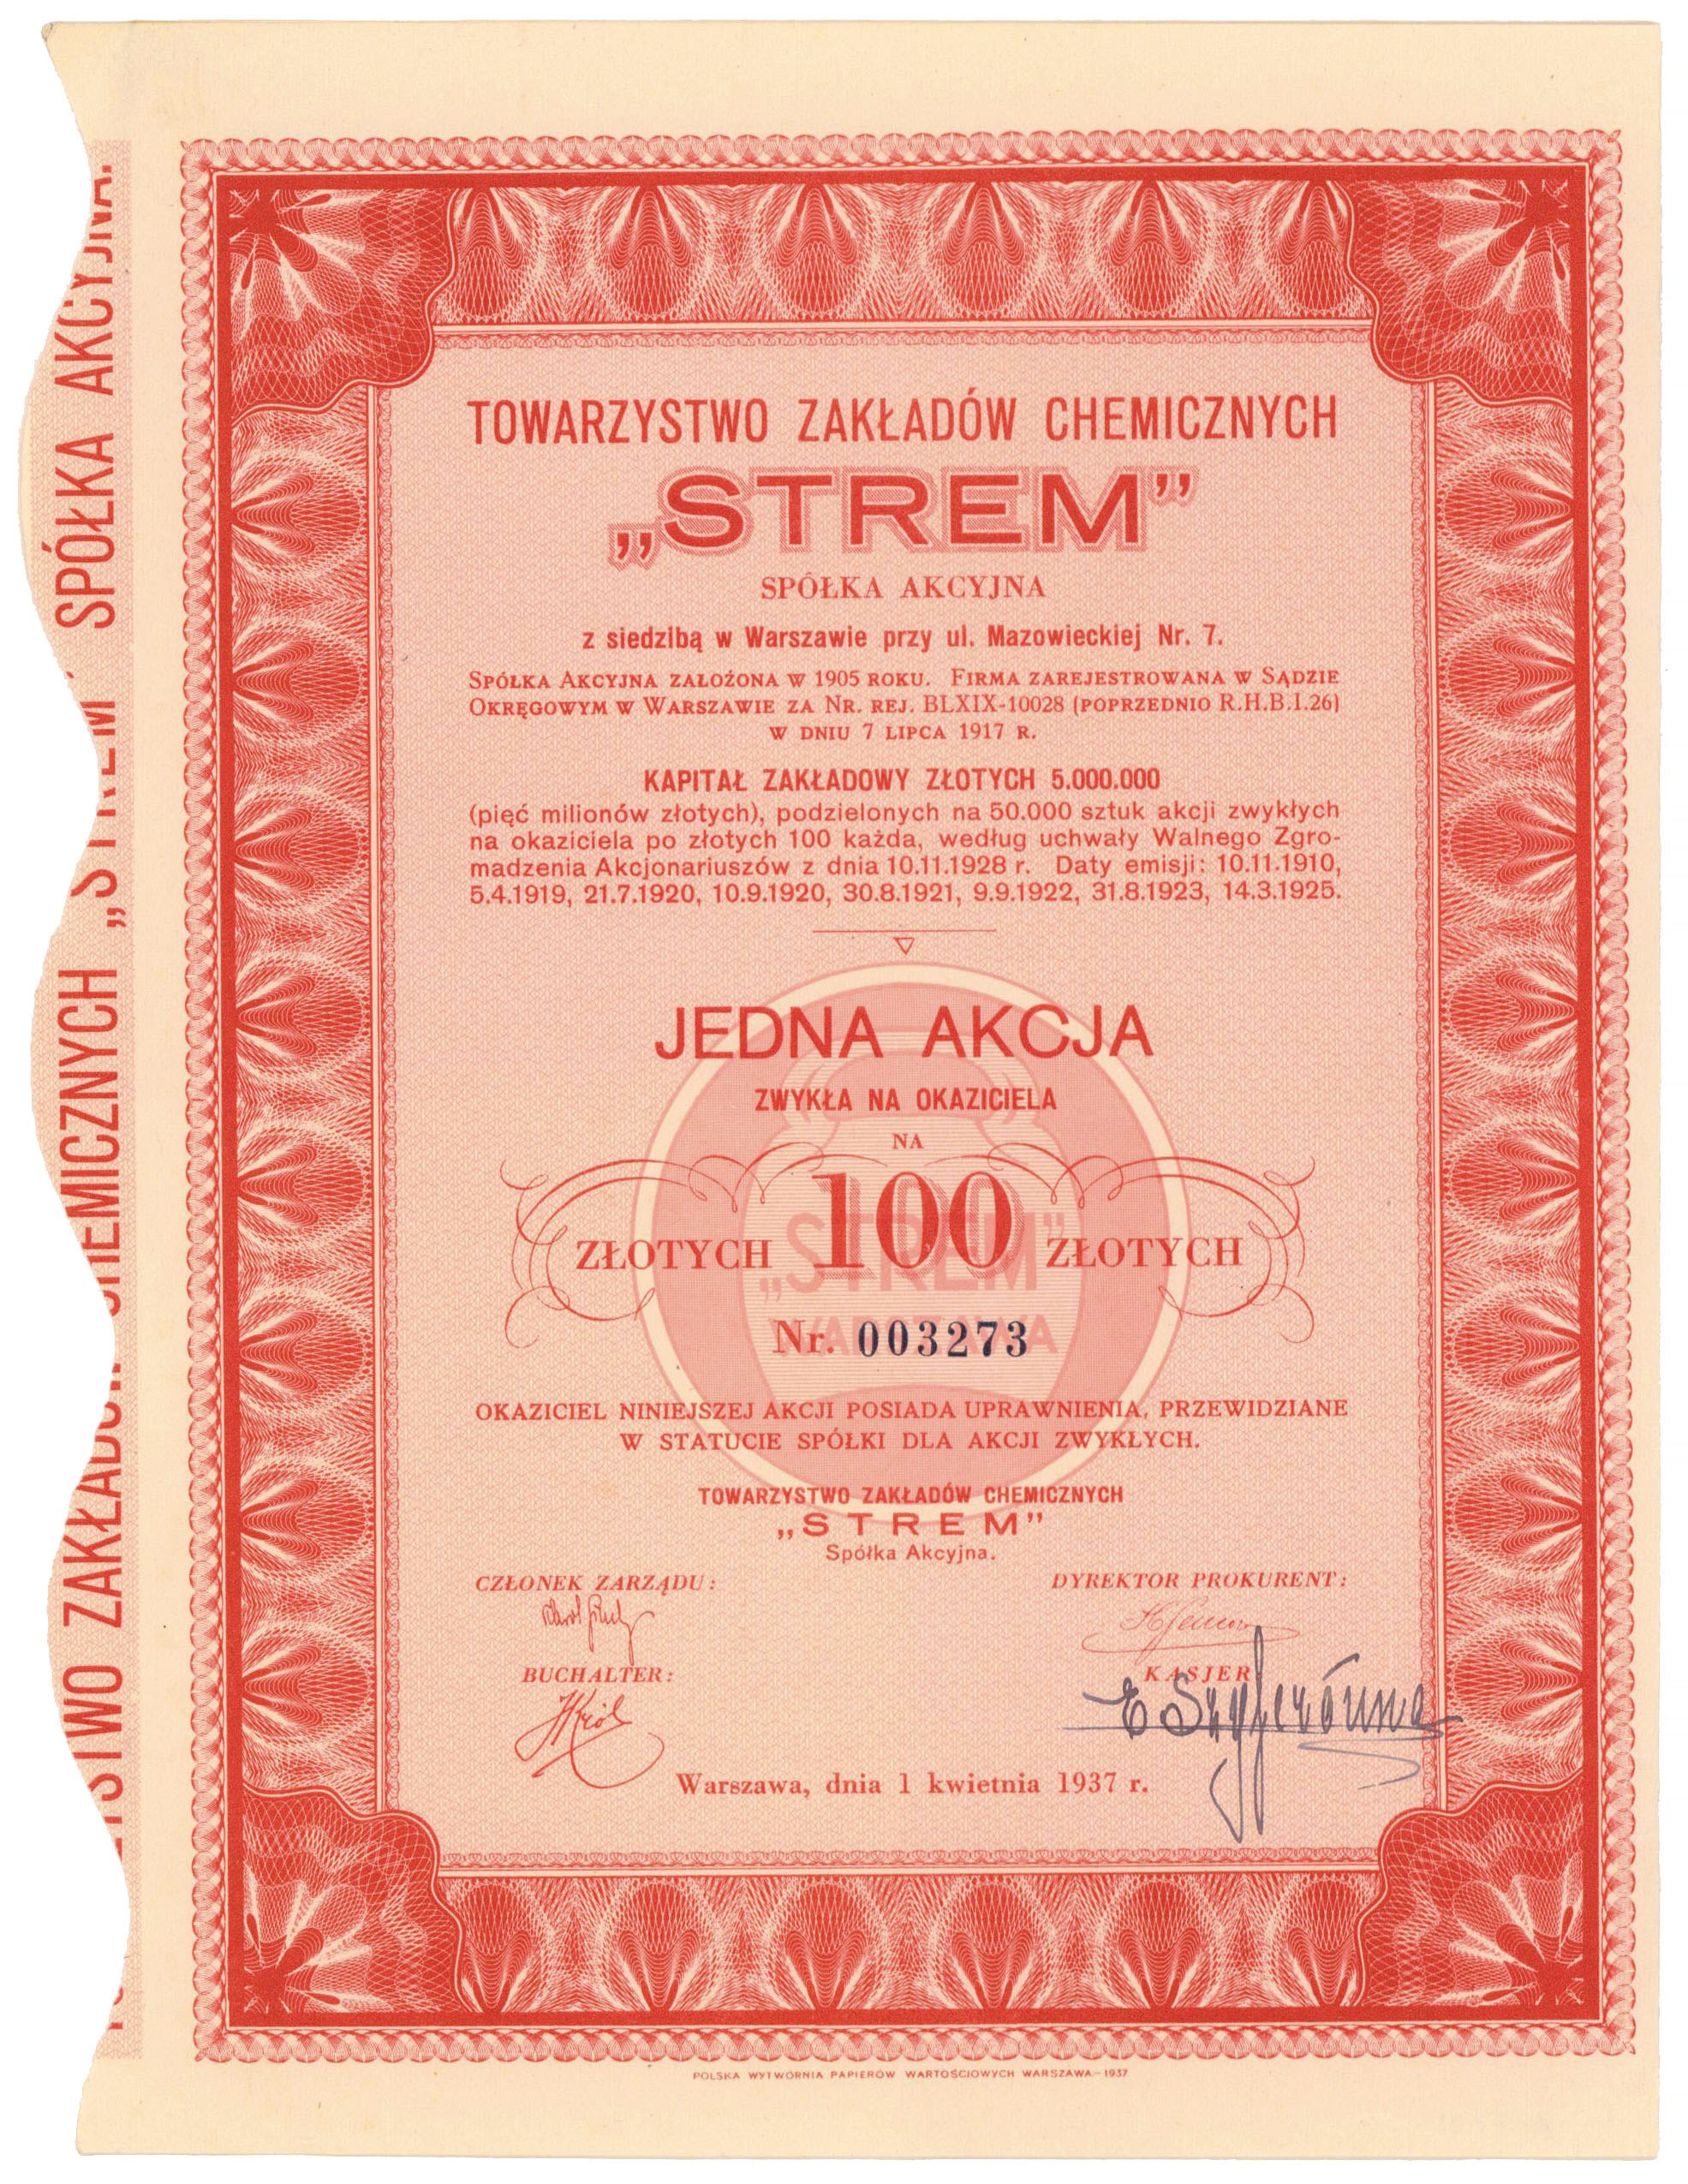 TOWARZYSTWO ZAKŁADÓW CHEMICZNYCH
„STREM”
SPÓŁKA AKCYJNA
z siedzibą w Warszawie przy ul. Mazowieckiej Nr. 7.
SPÓŁKA AKCYJNA ZAŁOŻONA W 1905 ROKU. FIRMA ZAREJESTROWANA W SĄDZIE
OKRĘGOWYM W WARSZAWIE ZA NR. REJ. BLXIX-10028 (POPRZEDNIO R.H.B.I.26)
W DNIU 7 LIPCA 1917 R.
KAPITAŁ ZAKŁADOWY ZŁOTYCH 5.000.000
(pięć milionów złotych), podzielonych na 50.000 sztuk akcji zwykłych
na okaziciela po złotych 100 każda, według uchwały Walnego Zgro-
madzenia Akcjonariuszów z dnia 10.11.1928 r. Daty emisji: 10.11.1910,
5.4.1919, 21.7.1920, 10.9.1920, 30.8.1921, 9.9.1922, 31.8.1923, 14.3.1925.
JEDNA AKCJA
ZWYKŁA NA OKAZICIELA
NA
ZŁOTYCH 100 ZŁOTYCH
„STREM”
WARSZAWA
Nr. 003273
OKAZICIEL NINIEJSZEJ AKCJI POSIADA UPRAWNIENIA, PRZEWIDZIANE
W STATUCIE SPÓŁKI DLA AKCJI ZWYKŁYCH.
TOWARZYSTWO ZAKŁADÓW CHEMICZNYCH
„STREM”
Spółka Akcyjna.
CZŁONEK ZARZĄDU: DYREKTOR PROKURENT:
BUCHALTER: KASJER
Warszawa, dnia 1 kwietnia 1937 r.
POLSKA WYTWÓRNIA PAPIERÓW WARTOŚCIOWYCH WARSZAWA—1937
TOWARZYSTWO ZAKŁADÓW CHEMICZNYCH „STREM” SPÓŁKA AKCYJNA.